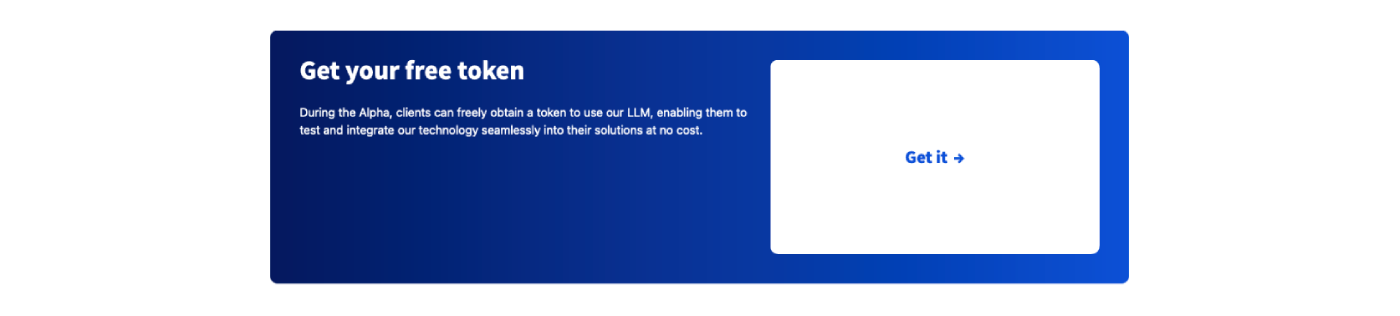 Get your free token
During the Alpha, clients can freely obtain a token to use our LLM, enabling them to
test and integrate our technology seamlessly into their solutions at no cost.
Get it →